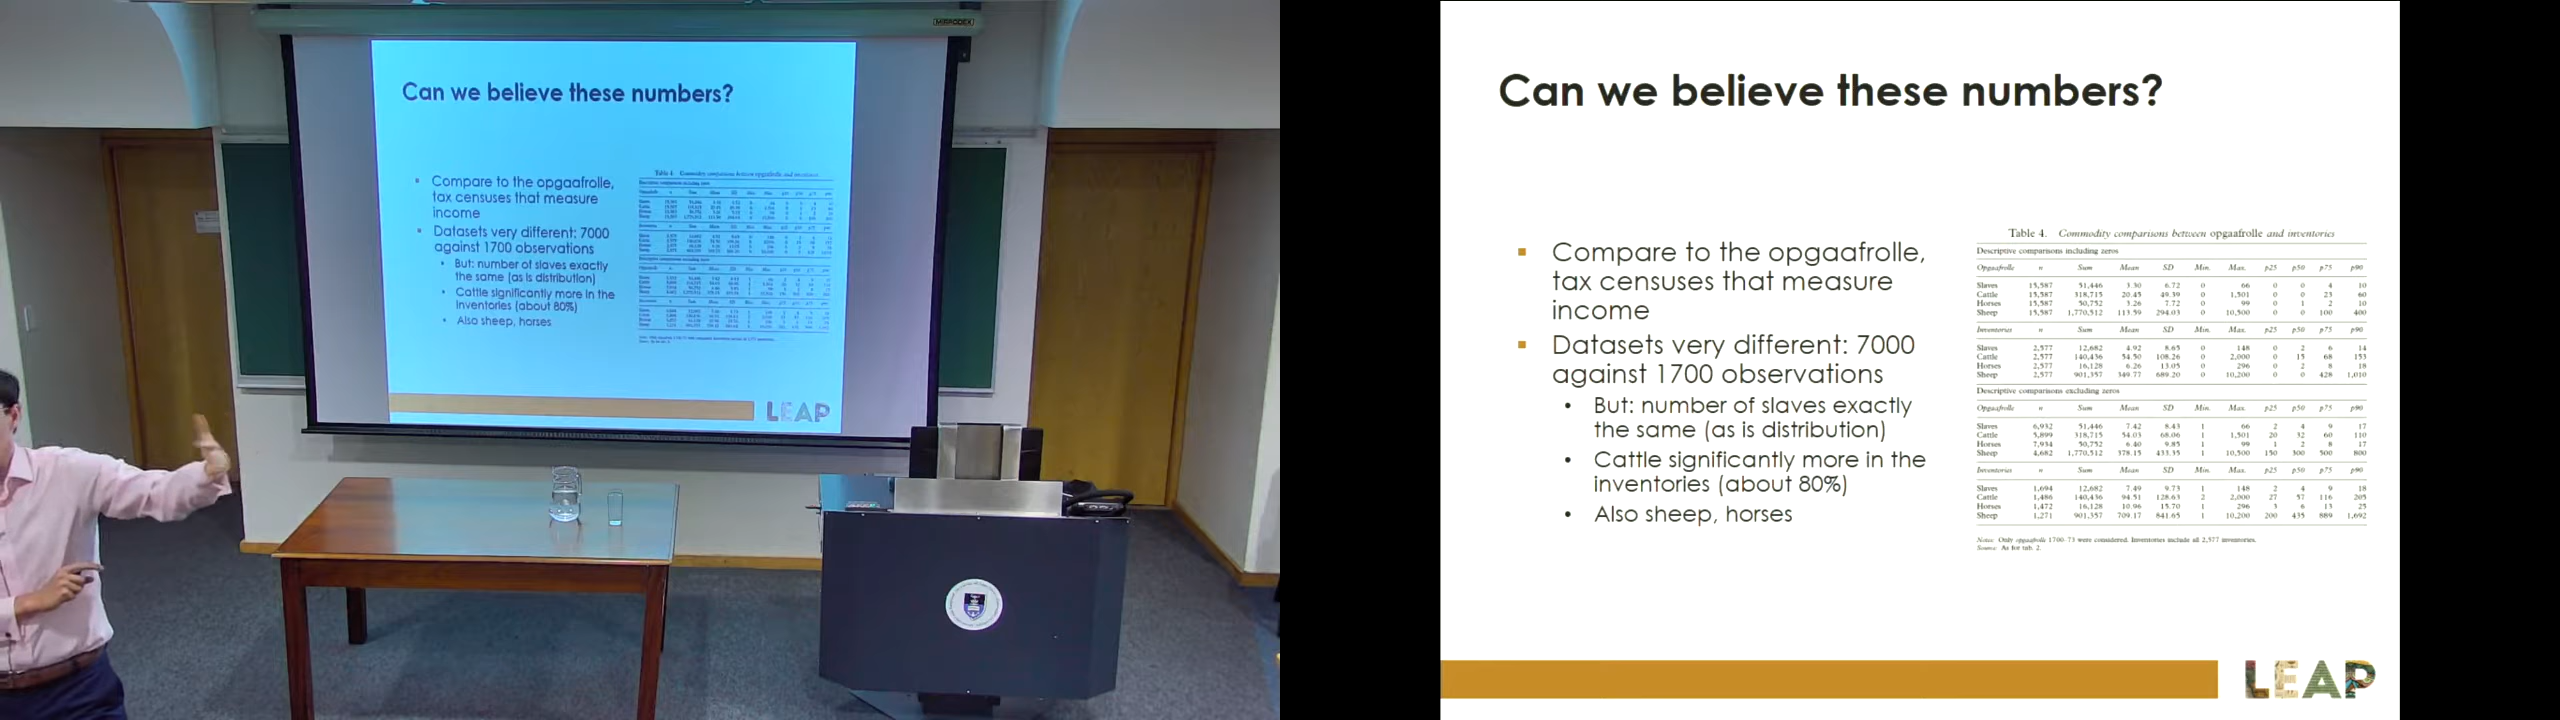 MICRODEX
Can we believe these numbers?
Compare to the opgaafrolle,
tax censuses that measure
income
Datasets very different: 7000
against 1700 observations
But: number of slaves exactly
the same (as is distribution)
Cattle significantly more in the
inventories (about 80%)
Also sheep, horses
Table 4. Commodity comparisons between opgaafrolle and inventories
LEAP
Can we believe these numbers?
Compare to the opgaafrolle,
tax censuses that measure
income
Datasets very different: 7000
against 1700 observations
But: number of slaves exactly
the same (as is distribution)
Cattle significantly more in the
inventories (about 80%)
Also sheep, horses
Table 4. Commodity comparisons between opgaafrolle and inventories
Descriptive comparisons including zeros
Opgaafrolle n Sum Mean SD Min. Max. p25 p50 p75 p90
Slaves 15,587 51,446 3.30 6.72 0 66 0 0 4 10
Cattle 15,587 318,715 20.45 49.39 0 1,501 0 0 23 60
Horses 15,587 50,752 3.26 7.72 0 99 0 1 2 10
Sheep 15,587 1,770,512 113.59 294.03 0 10,500 0 0 100 400
Inventories n Sum Mean SD Min. Max. p25 p50 p75 p90
Slaves 2,577 12,682 4.92 8.65 0 148 0 2 6 14
Cattle 2,577 140,436 54.50 108.26 0 2,000 0 15 68 153
Horses 2,577 16,128 6.26 13.05 0 296 0 2 8 18
Sheep 2,577 901,357 349.77 689.20 0 10,200 0 0 428 1,010
Descriptive comparisons excluding zeros
Opgaafrolle n Sum Mean SD Min. Max. p25 p50 p75 p90
Slaves 6,932 51,446 7.42 8.43 1 66 2 4 9 17
Cattle 5,899 318,715 54.03 68.06 1 1,501 20 32 60 110
Horses 7,934 50,752 6.40 9.85 1 99 1 2 8 17
Sheep 4,682 1,770,512 378.15 433.35 1 10,500 150 300 500 800
Inventories n Sum Mean SD Min. Max. p25 p50 p75 p90
Slaves 1,694 12,682 7.49 9.73 1 148 2 4 9 18
Cattle 1,486 140,436 94.51 128.63 2 2,000 27 57 116 205
Horses 1,472 16,128 10.96 15.70 1 296 3 6 13 25
Sheep 1,271 901,357 709.17 841.65 1 10,200 200 435 889 1,692
Notes: Only opgaafrolle 1700–73 were considered. Inventories include all 2,577 inventories.
Source: As for tab. 2.
LEAP